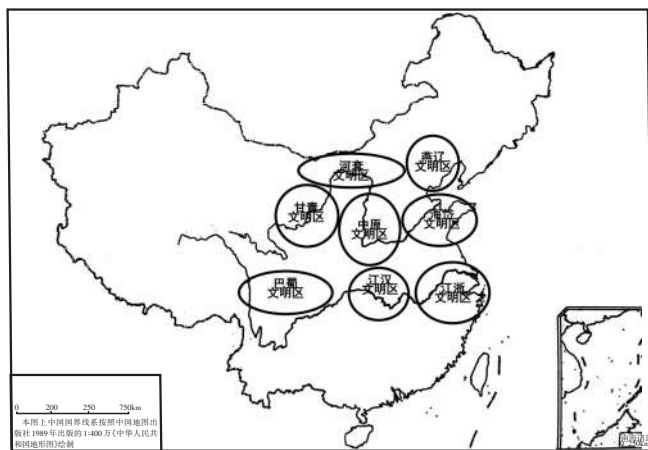 河套
文明区
燕辽
文明区
甘青
文明区
中原
文明区
海岱
文明区
巴蜀
文明区
江汉
文明区
江浙
文明区
0 200 250 750km
本图上中国国界线系按照中国地图出
版社1989年出版的1:400万《中华人民共
和国地形图》绘制
南海诸岛